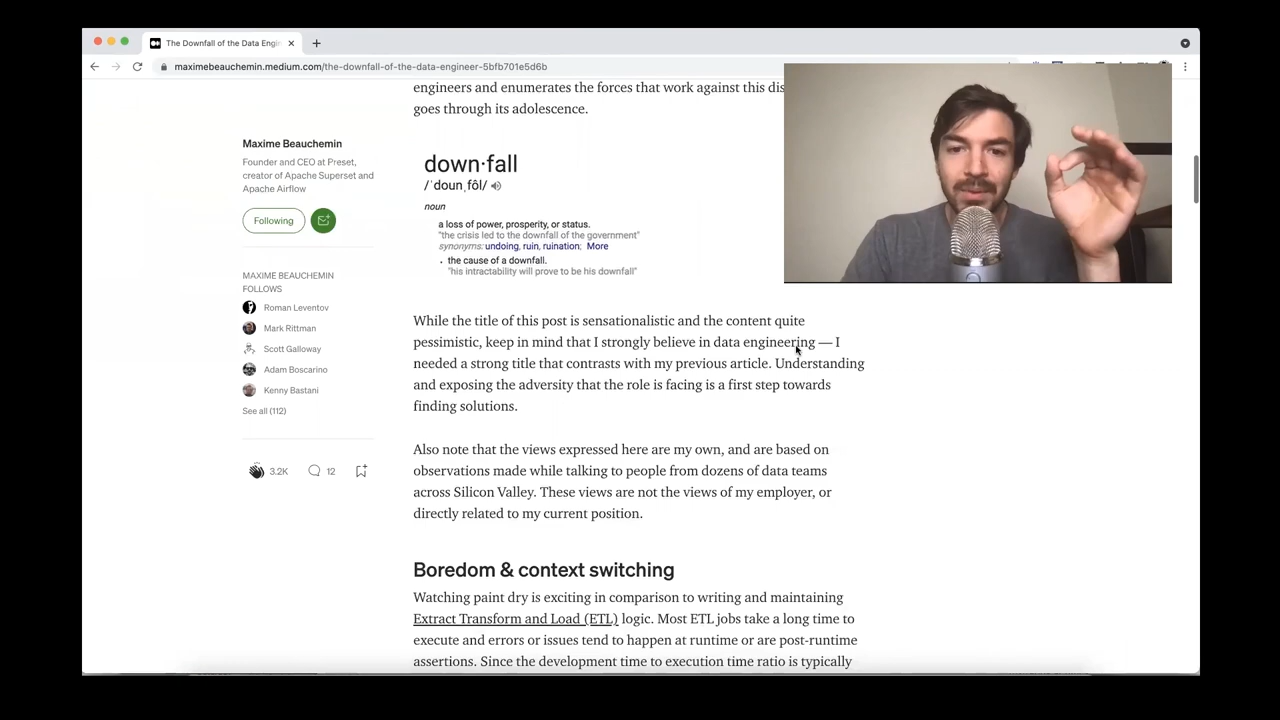 The Downfall of the Data Engin
maximebeauchemin.medium.com/the-downfall-of-the-data-engineer-5bfb701e5d6b
engineers and enumerates the forces that work against this dis
goes through its adolescence.
Maxime Beauchemin
Founder and CEO at Preset,
creator of Apache Superset and
Apache Airflow
Following
MAXIME BEAUCHEMIN
FOLLOWS
Roman Leventov
Mark Rittman
Scott Galloway
Adam Boscarino
Kenny Bastani
See all (112)
3.2K
12
down·fall
/ˈdounˌfôl/
noun
a loss of power, prosperity, or status.
"the crisis led to the downfall of the government"
synonyms: undoing, ruin, ruination; More
• the cause of a downfall.
"his intractability will prove to be his downfall"
While the title of this post is sensationalistic and the content quite
pessimistic, keep in mind that I strongly believe in data engineering — I
needed a strong title that contrasts with my previous article. Understanding
and exposing the adversity that the role is facing is a first step towards
finding solutions.
Also note that the views expressed here are my own, and are based on
observations made while talking to people from dozens of data teams
across Silicon Valley. These views are not the views of my employer, or
directly related to my current position.
Boredom & context switching
Watching paint dry is exciting in comparison to writing and maintaining
Extract Transform and Load (ETL) logic. Most ETL jobs take a long time to
execute and errors or issues tend to happen at runtime or are post-runtime
assertions. Since the development time to execution time ratio is typically